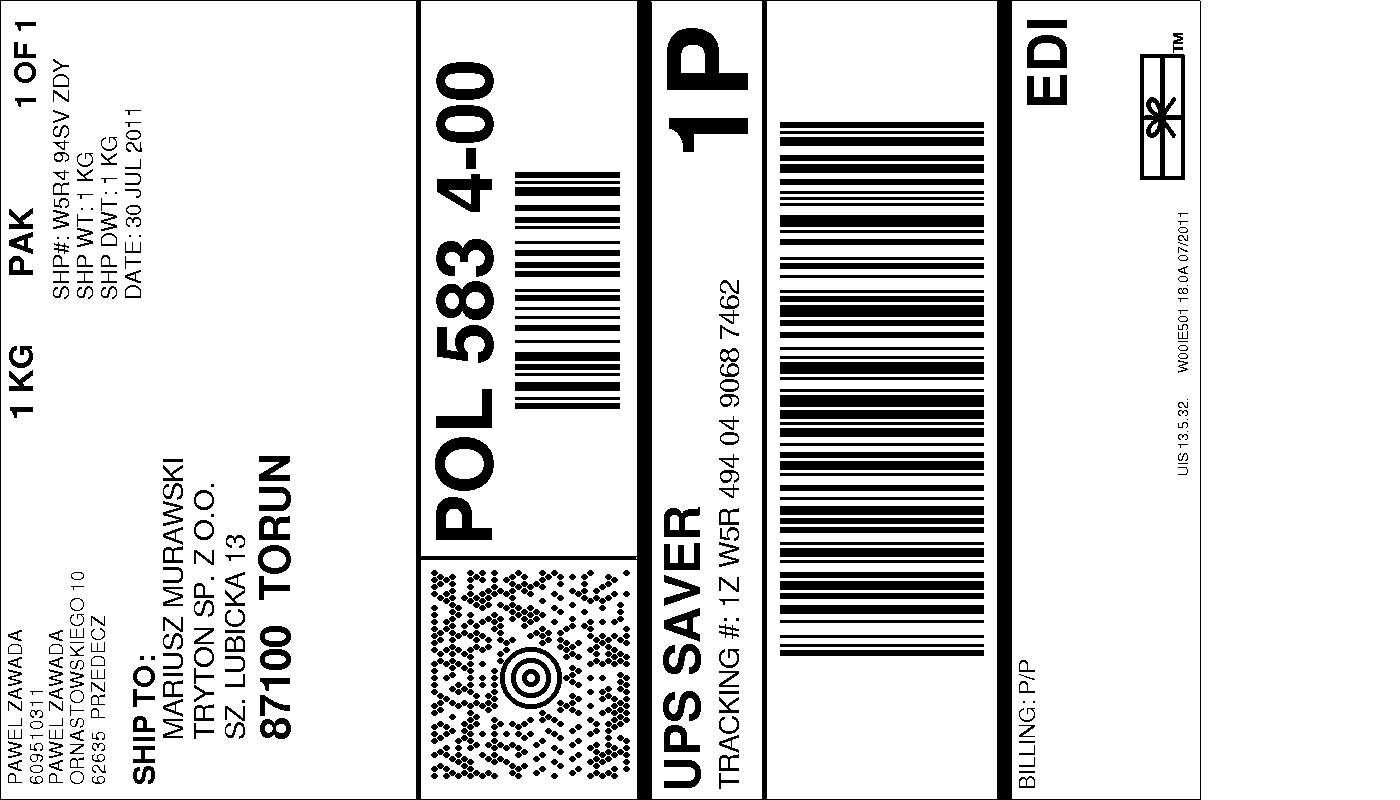 PAWEL ZAWADA
609510311
PAWEL ZAWADA
ORNASTOWSKIEGO 10
62635 PRZEDECZ
1 KG PAK 1 OF 1
SHP#: W5R4 94SV ZDY
SHP WT: 1 KG
SHP DWT: 1 KG
DATE: 30 JUL 2011
SHIP TO:
MARIUSZ MURAWSKI
TRYTON SP. Z O.O.
SZ. LUBICKA 13
87100 TORUN
POL 583 4-00
UPS SAVER
1P
TRACKING #: 1Z W5R 494 04 9068 7462
BILLING: P/P
EDI
UIS 13.5.32. W00IE501 18.0A 07/2011
TM